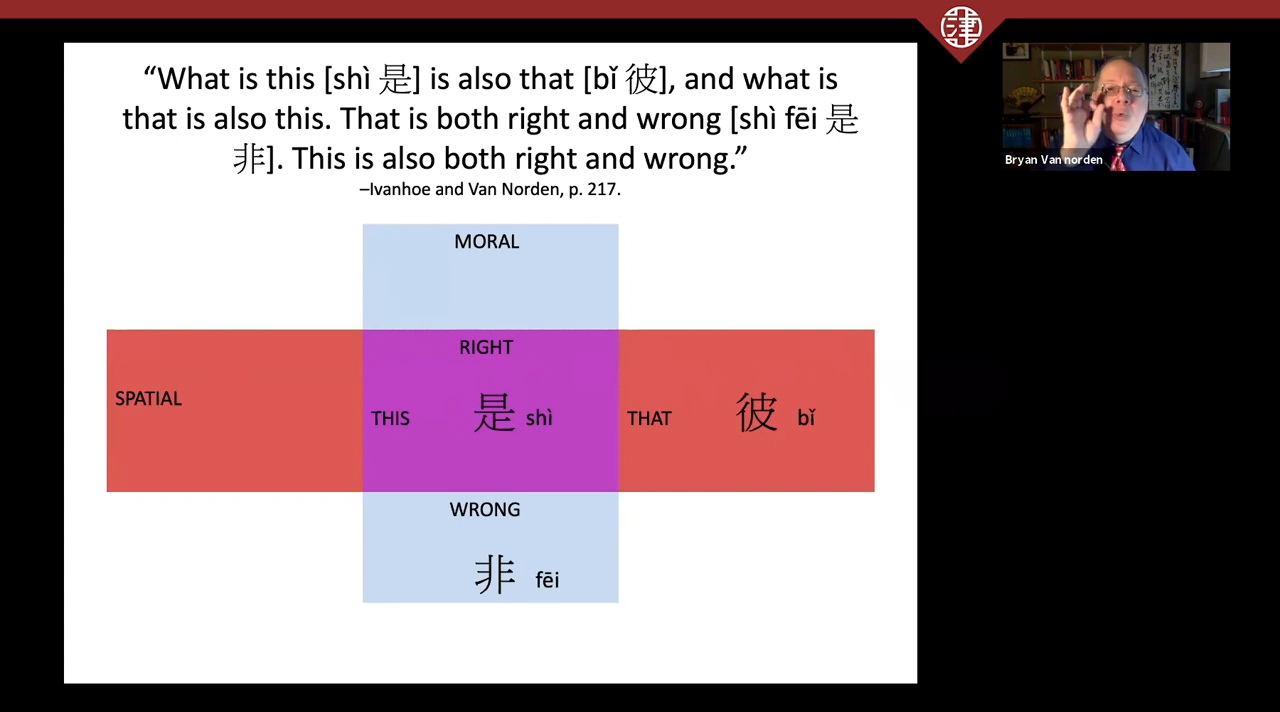 “What is this [shì 是] is also that [bǐ 彼], and what is
that is also this. That is both right and wrong [shì fēi 是
非]. This is also both right and wrong.”
–Ivanhoe and Van Norden, p. 217.
MORAL
RIGHT
SPATIAL
THIS 是 shì
THAT 彼 bǐ
WRONG
非 fēi
Bryan Van norden